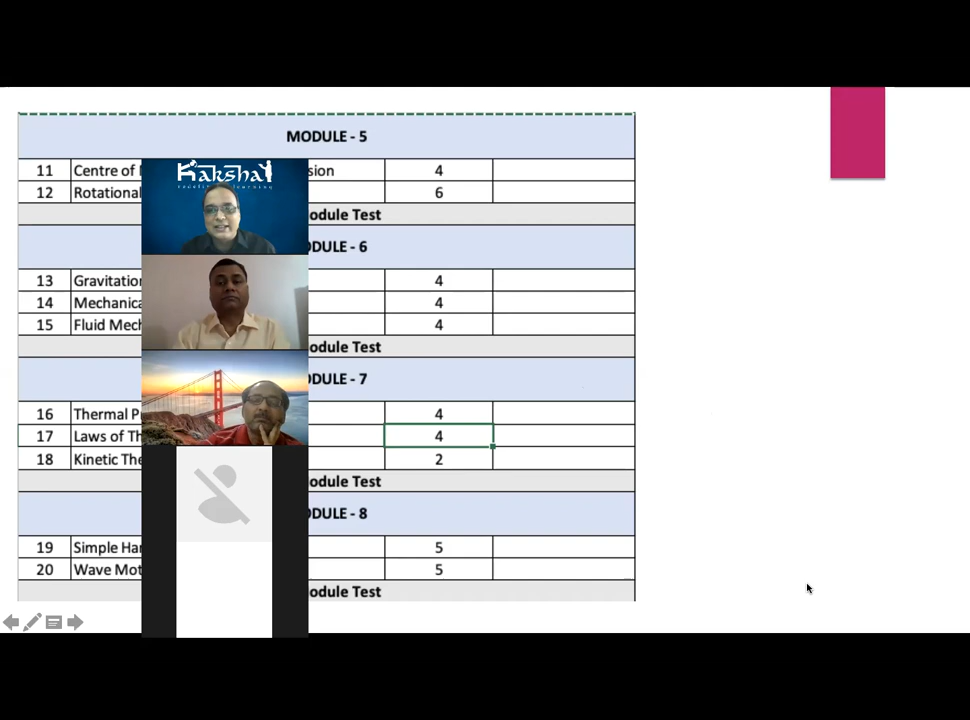 MODULE - 5
11 Centre of sion 4
12 Rotational 6
odule Test
ODULE - 6
13 Gravitation 4
14 Mechanica 4
15 Fluid Mech 4
odule Test
ODULE - 7
16 Thermal P 4
17 Laws of Th 4
18 Kinetic The 2
odule Test
ODULE - 8
19 Simple Har 5
20 Wave Mot 5
odule Test
Kaksha